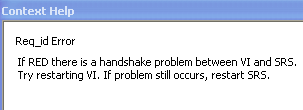 Context Help
Req_id Error
If RED there is a handshake problem between VI and SRS.
Try restarting VI. If problem still occurs, restart SRS.